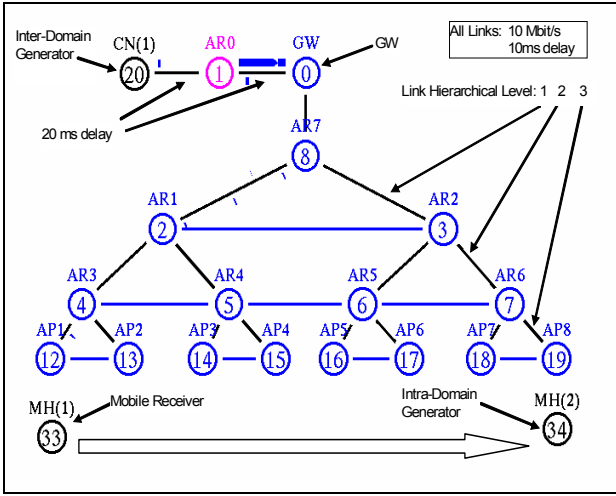 Inter-Domain Generator
CN(1)
AR0
GW
GW
All Links: 10 Mbit/s
10ms delay
20
1
0
20 ms delay
Link Hierarchical Level: 1 2 3
AR7
8
AR1
AR2
2
3
AR3
AR4
AR5
AR6
4
5
6
7
AP1
AP2
AP3
AP4
AP5
AP6
AP7
AP8
12
13
14
15
16
17
18
19
MH(1)
Mobile Receiver
Intra-Domain Generator
MH(2)
33
34